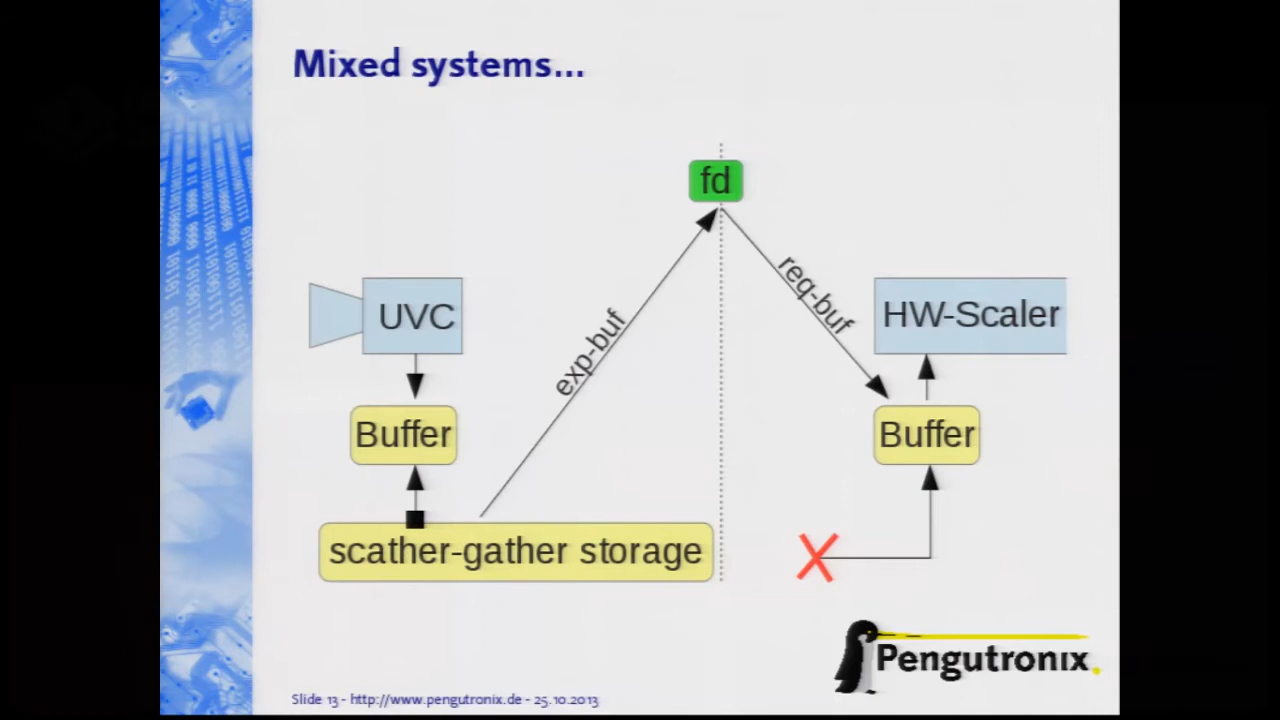 Mixed systems...
fd
req-buf
exp-buf
UVC
HW-Scaler
Buffer
Buffer
scather-gather storage
Pengutronix.
Slide 13 - http://www.pengutronix.de - 25.10.2013